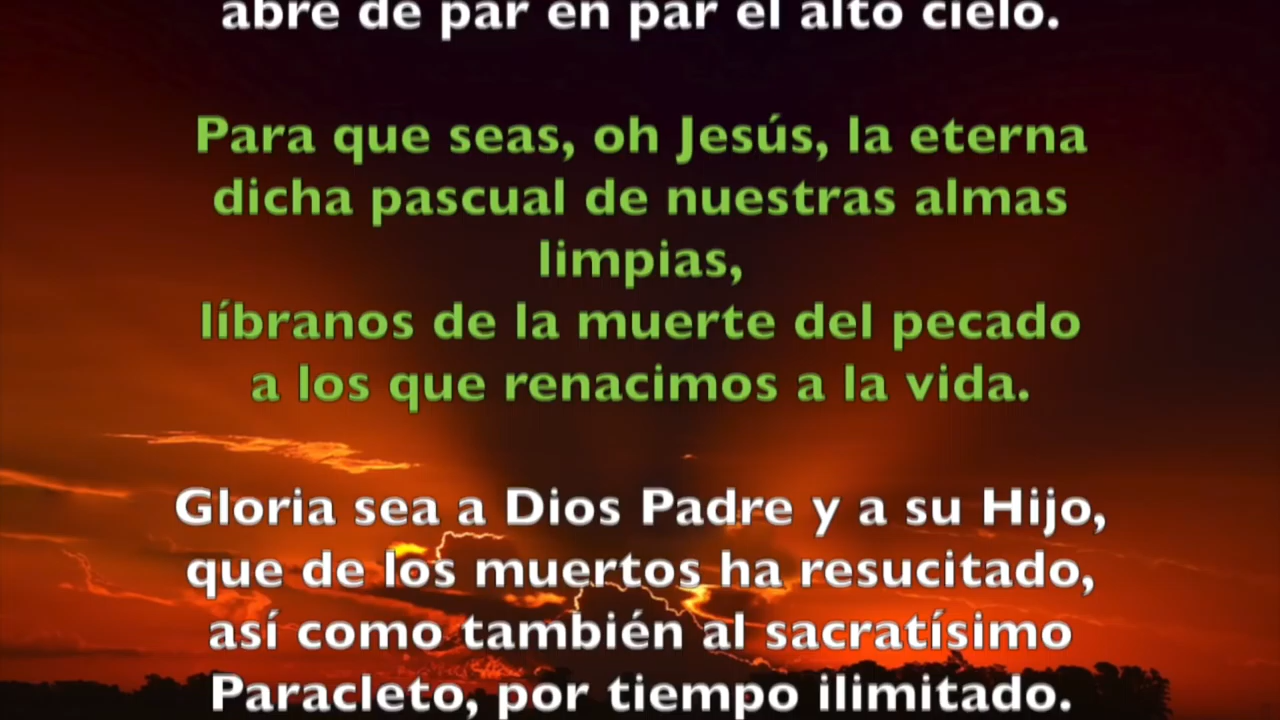 abre de par en par el alto cielo.
Para que seas, oh Jesús, la eterna
dicha pascual de nuestras almas
limpias,
líbranos de la muerte del pecado
a los que renacimos a la vida.
Gloria sea a Dios Padre y a su Hijo,
que de los muertos ha resucitado,
así como también al sacratísimo
Paracleto, por tiempo ilimitado.